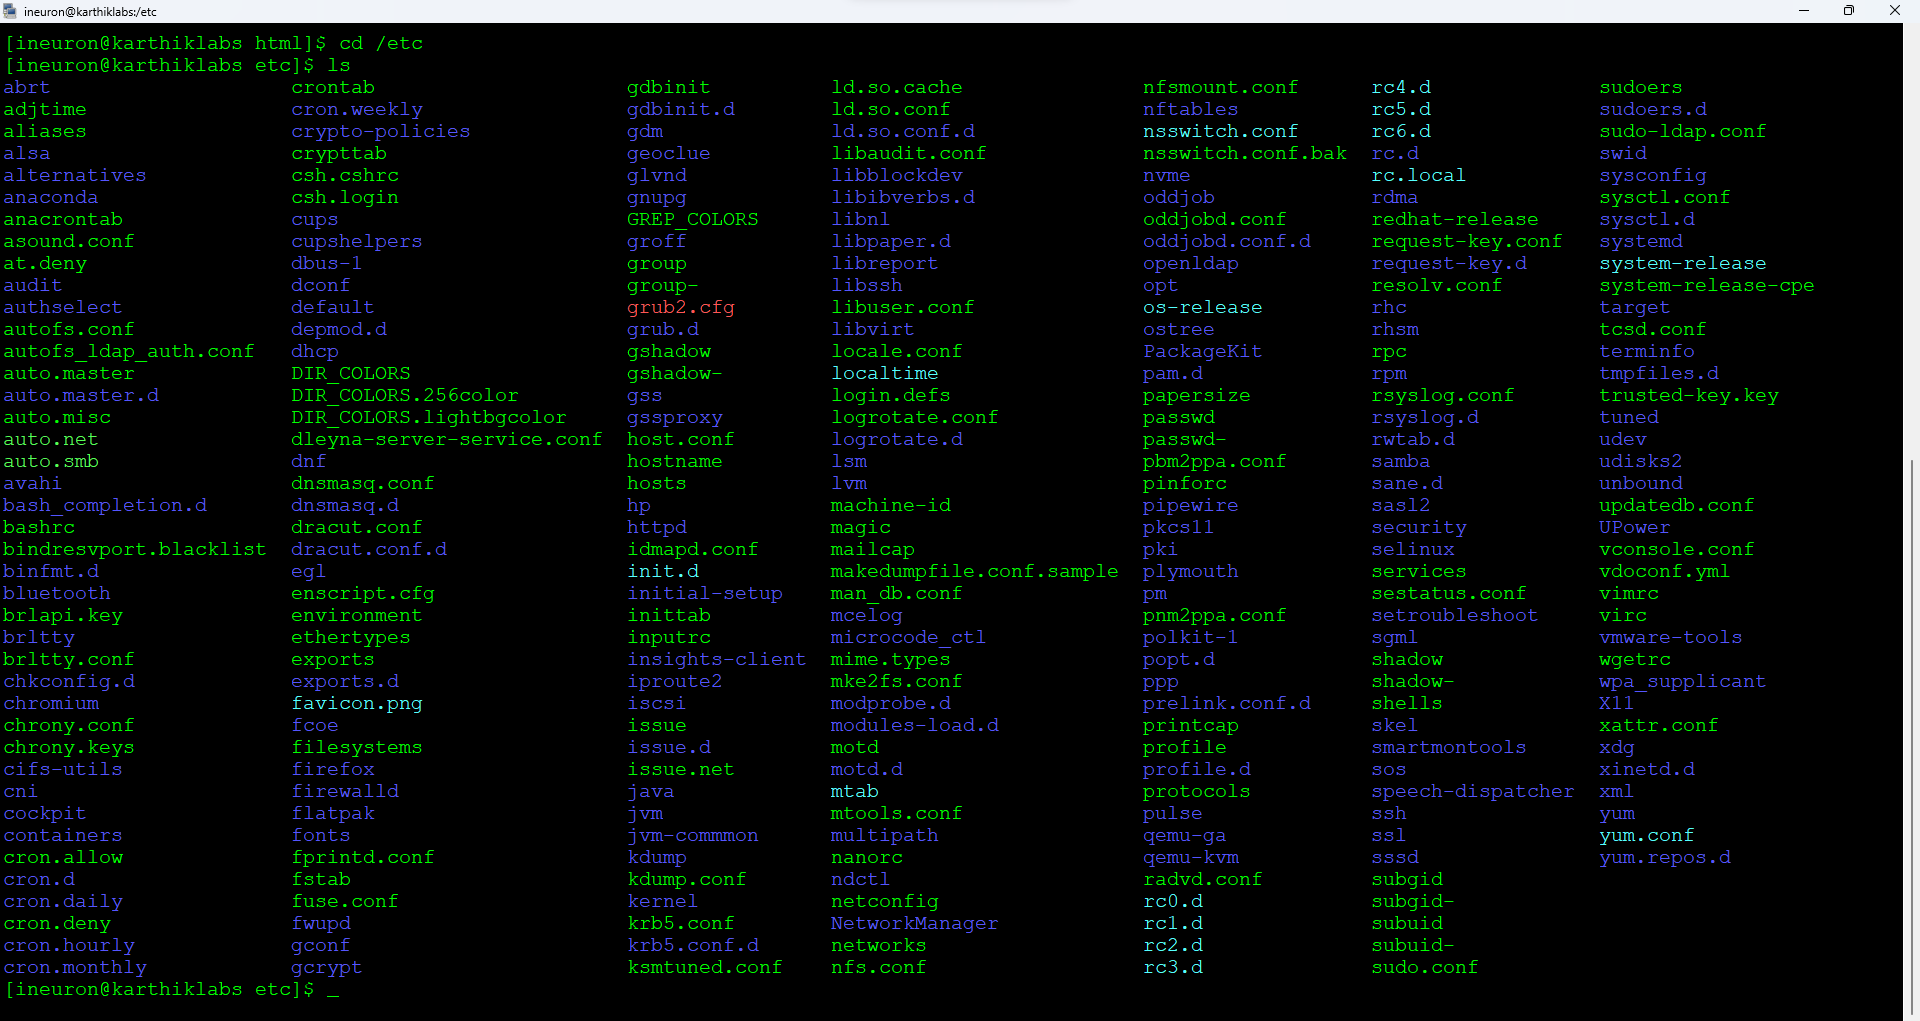 ineuron@karthiklabs:/etc
[ineuron@karthiklabs html]$ cd /etc
[ineuron@karthiklabs etc]$ ls
abrt crontab gdbinit ld.so.cache nfsmount.conf rc4.d sudoers
adjtime cron.weekly gdbinit.d ld.so.conf nftables rc5.d sudoers.d
aliases crypto-policies gdm ld.so.conf.d nsswitch.conf rc6.d sudo-ldap.conf
alsa crypttab geoclue libaudit.conf nsswitch.conf.bak rc.d swid
alternatives csh.cshrc glvnd libblockdev nvme rc.local sysconfig
anaconda csh.login gnupg libibverbs.d oddjob rdma sysctl.conf
anacrontab cups GREP_COLORS libnl oddjobd.conf redhat-release sysctl.d
asound.conf cupshelpers groff libpaper.d oddjobd.conf.d request-key.conf systemd
at.deny dbus-1 group libreport openldap request-key.d system-release
audit dconf group- libssh opt resolv.conf system-release-cpe
authselect default grub2.cfg libuser.conf os-release rhc target
autofs.conf depmod.d grub.d libvirt ostree rhsm tcsd.conf
autofs_ldap_auth.conf dhcp gshadow locale.conf PackageKit rpc terminfo
auto.master DIR_COLORS gshadow- localtime pam.d rpm tmpfiles.d
auto.master.d DIR_COLORS.256color gss login.defs papersize rsyslog.conf trusted-key.key
auto.misc DIR_COLORS.lightbgcolor gssproxy logrotate.conf passwd rsyslog.d tuned
auto.net dleyna-server-service.conf host.conf logrotate.d passwd- rwtab.d udev
auto.smb dnf hostname lsm pbm2ppa.conf samba udisks2
avahi dnsmasq.conf hosts lvm pinforc sane.d unbound
bash_completion.d dnsmasq.d hp machine-id pipewire sasl2 updatedb.conf
bashrc dracut.conf httpd magic pkcs11 security UPower
bindresvport.blacklist dracut.conf.d idmapd.conf mailcap pki selinux vconsole.conf
binfmt.d egl init.d makedumpfile.conf.sample plymouth services vdoconf.yml
bluetooth enscript.cfg initial-setup man_db.conf pm sestatus.conf vimrc
brlapi.key environment inittab mcelog pnm2ppa.conf setroubleshoot virc
brltty ethertypes inputrc microcode_ctl polkit-1 sgml vmware-tools
brltty.conf exports insights-client mime.types popt.d shadow wgetrc
chkconfig.d exports.d iproute2 mke2fs.conf ppp shadow- wpa_supplicant
chromium favicon.png iscsi modprobe.d prelink.conf.d shells X11
chrony.conf fcoe issue modules-load.d printcap skel xattr.conf
chrony.keys filesystems issue.d motd profile smartmontools xdg
cifs-utils firefox issue.net motd.d profile.d sos xinetd.d
cni firewalld java mtab protocols speech-dispatcher xml
cockpit flatpak jvm mtools.conf pulse ssh yum
containers fonts jvm-commmon multipath qemu-ga ssl yum.conf
cron.allow fprintd.conf kdump nanorc qemu-kvm sssd yum.repos.d
cron.d fstab kdump.conf ndctl radvd.conf subgid
cron.daily fuse.conf kernel netconfig rc0.d subgid-
cron.deny fwupd krb5.conf NetworkManager rc1.d subuid
cron.hourly gconf krb5.conf.d networks rc2.d subuid-
cron.monthly gcrypt ksmtuned.conf nfs.conf rc3.d sudo.conf
[ineuron@karthiklabs etc]$ _